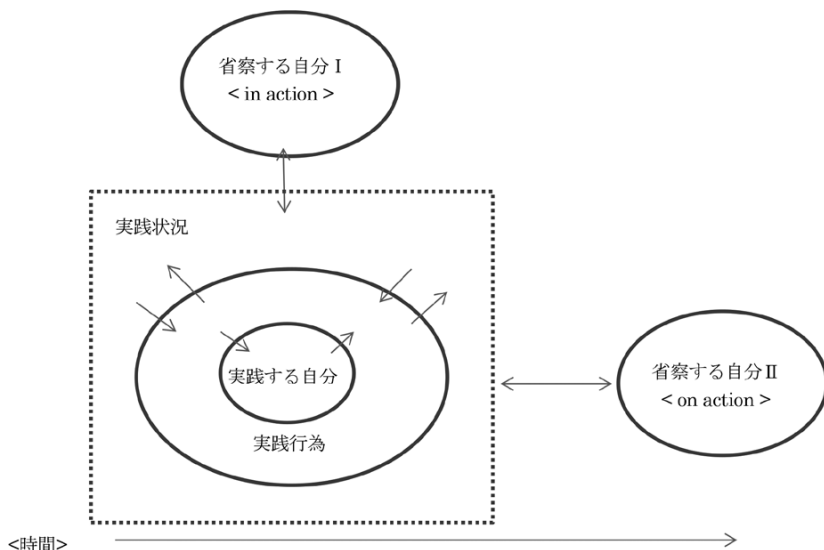 省察する自分Ⅰ
< in action >
実践状況
実践する自分
実践行為
省察する自分Ⅱ
< on action >
<時間>